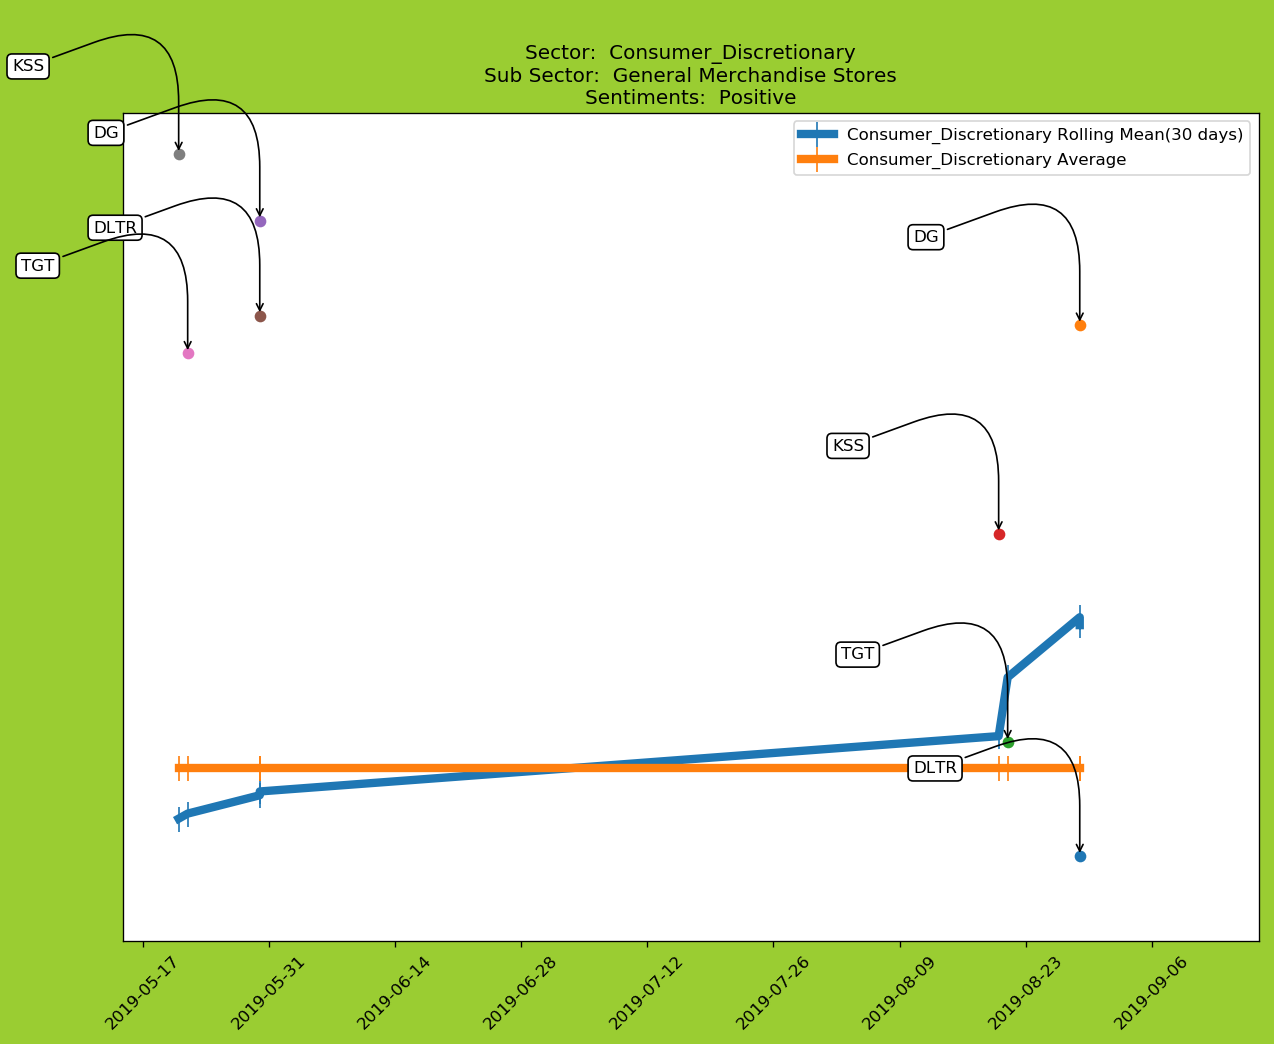 Sector:  Consumer_Discretionary
Sub Sector:  General Merchandise Stores
Sentiments:  Positive
KSS
DG
Consumer_Discretionary Rolling Mean(30 days)
Consumer_Discretionary Average
DLTR
DG
TGT
KSS
TGT
DLTR
2019-05-17
2019-05-31
2019-06-14
2019-06-28
2019-07-12
2019-07-26
2019-08-09
2019-08-23
2019-09-06